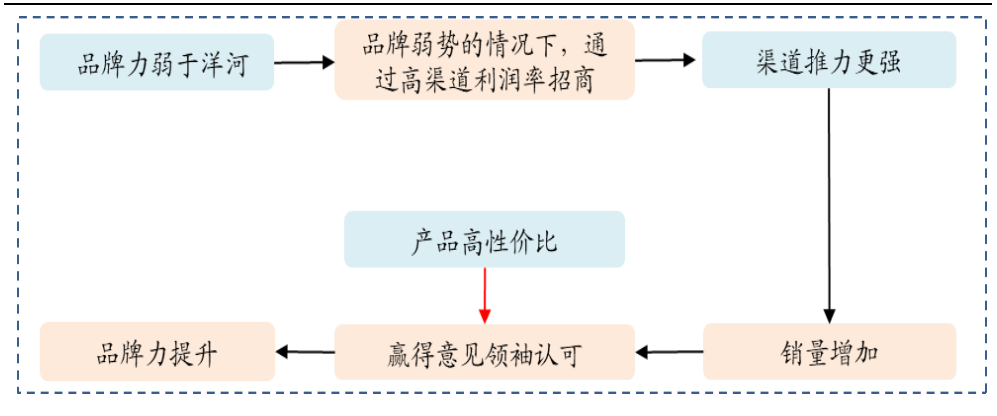 品牌力弱于洋河
品牌弱势的情况下，通
过高渠道利润率招商
渠道推力更强
产品高性价比
品牌力提升
赢得意见领袖认可
销量增加